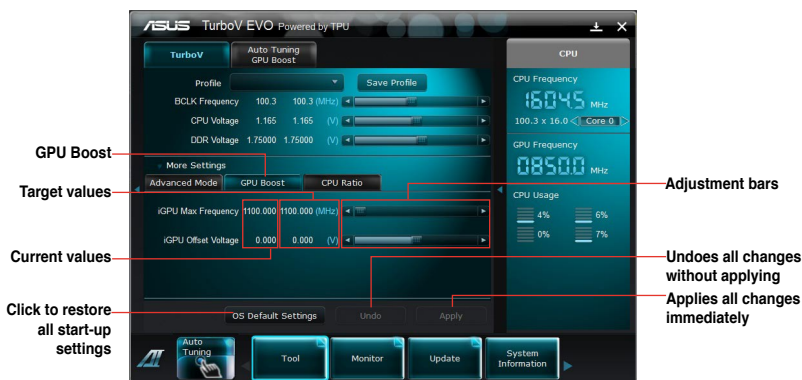 ASUS TurboV EVO Powered by TPU
TurboV
Auto Tuning
GPU Boost
Profile
Save Profile
BCLK Frequency 100.3 100.3 (MHz)
CPU Voltage 1.165 1.165 (V)
DDR Voltage 1.75000 1.75000 (V)
More Settings
Advanced Mode GPU Boost CPU Ratio
iGPU Max Frequency 1100.000 1100.000 (MHz)
iGPU Offset Voltage 0.000 0.000 (V)
OS Default Settings Undo Apply
CPU
CPU Frequency
1604.5 MHz
100.3 x 16.0 Core 0
GPU Frequency
0850.0 MHz
CPU Usage
4% 6%
0% 7%
Auto
Tuning
Tool
Monitor
Update
System
Information
GPU Boost
Target values
Current values
Click to restore
all start-up
settings
Adjustment bars
Undoes all changes
without applying
Applies all changes
immediately